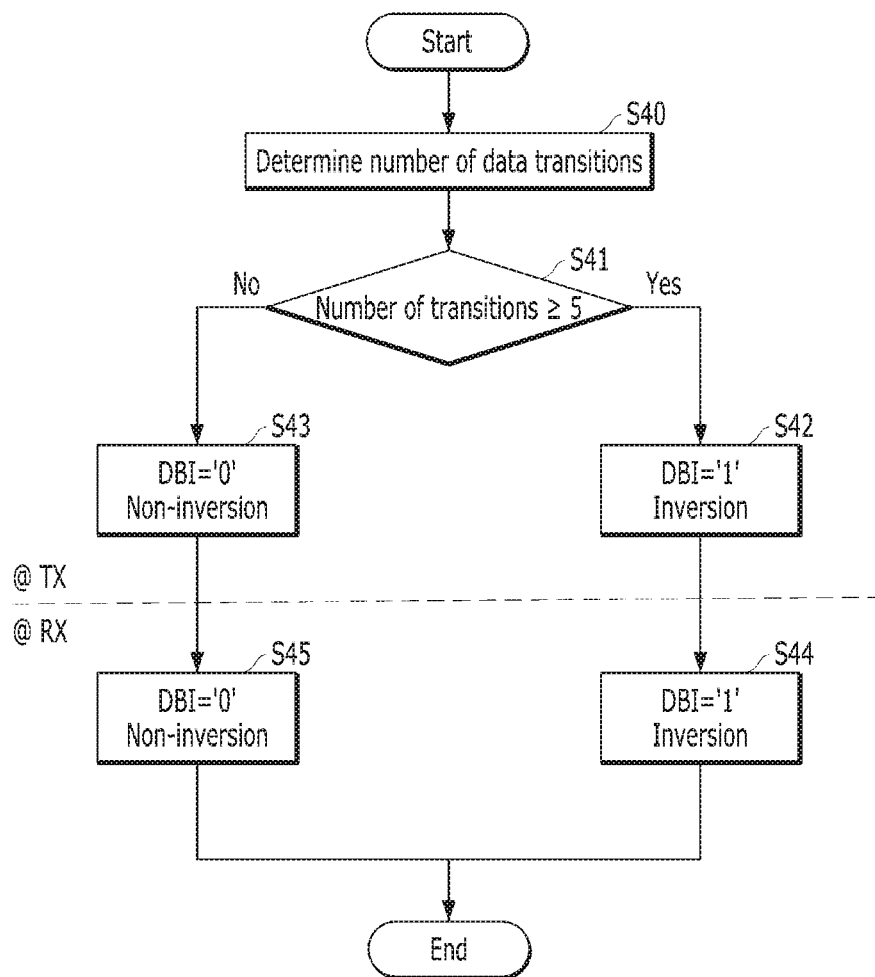 Start
S40
Determine number of data transitions
S41
No
Yes
Number of transitions ≥ 5
S43
S42
DBI='0'
Non-inversion
DBI='1'
Inversion
@ TX
@ RX
S45
S44
DBI='0'
Non-inversion
DBI='1'
Inversion
End